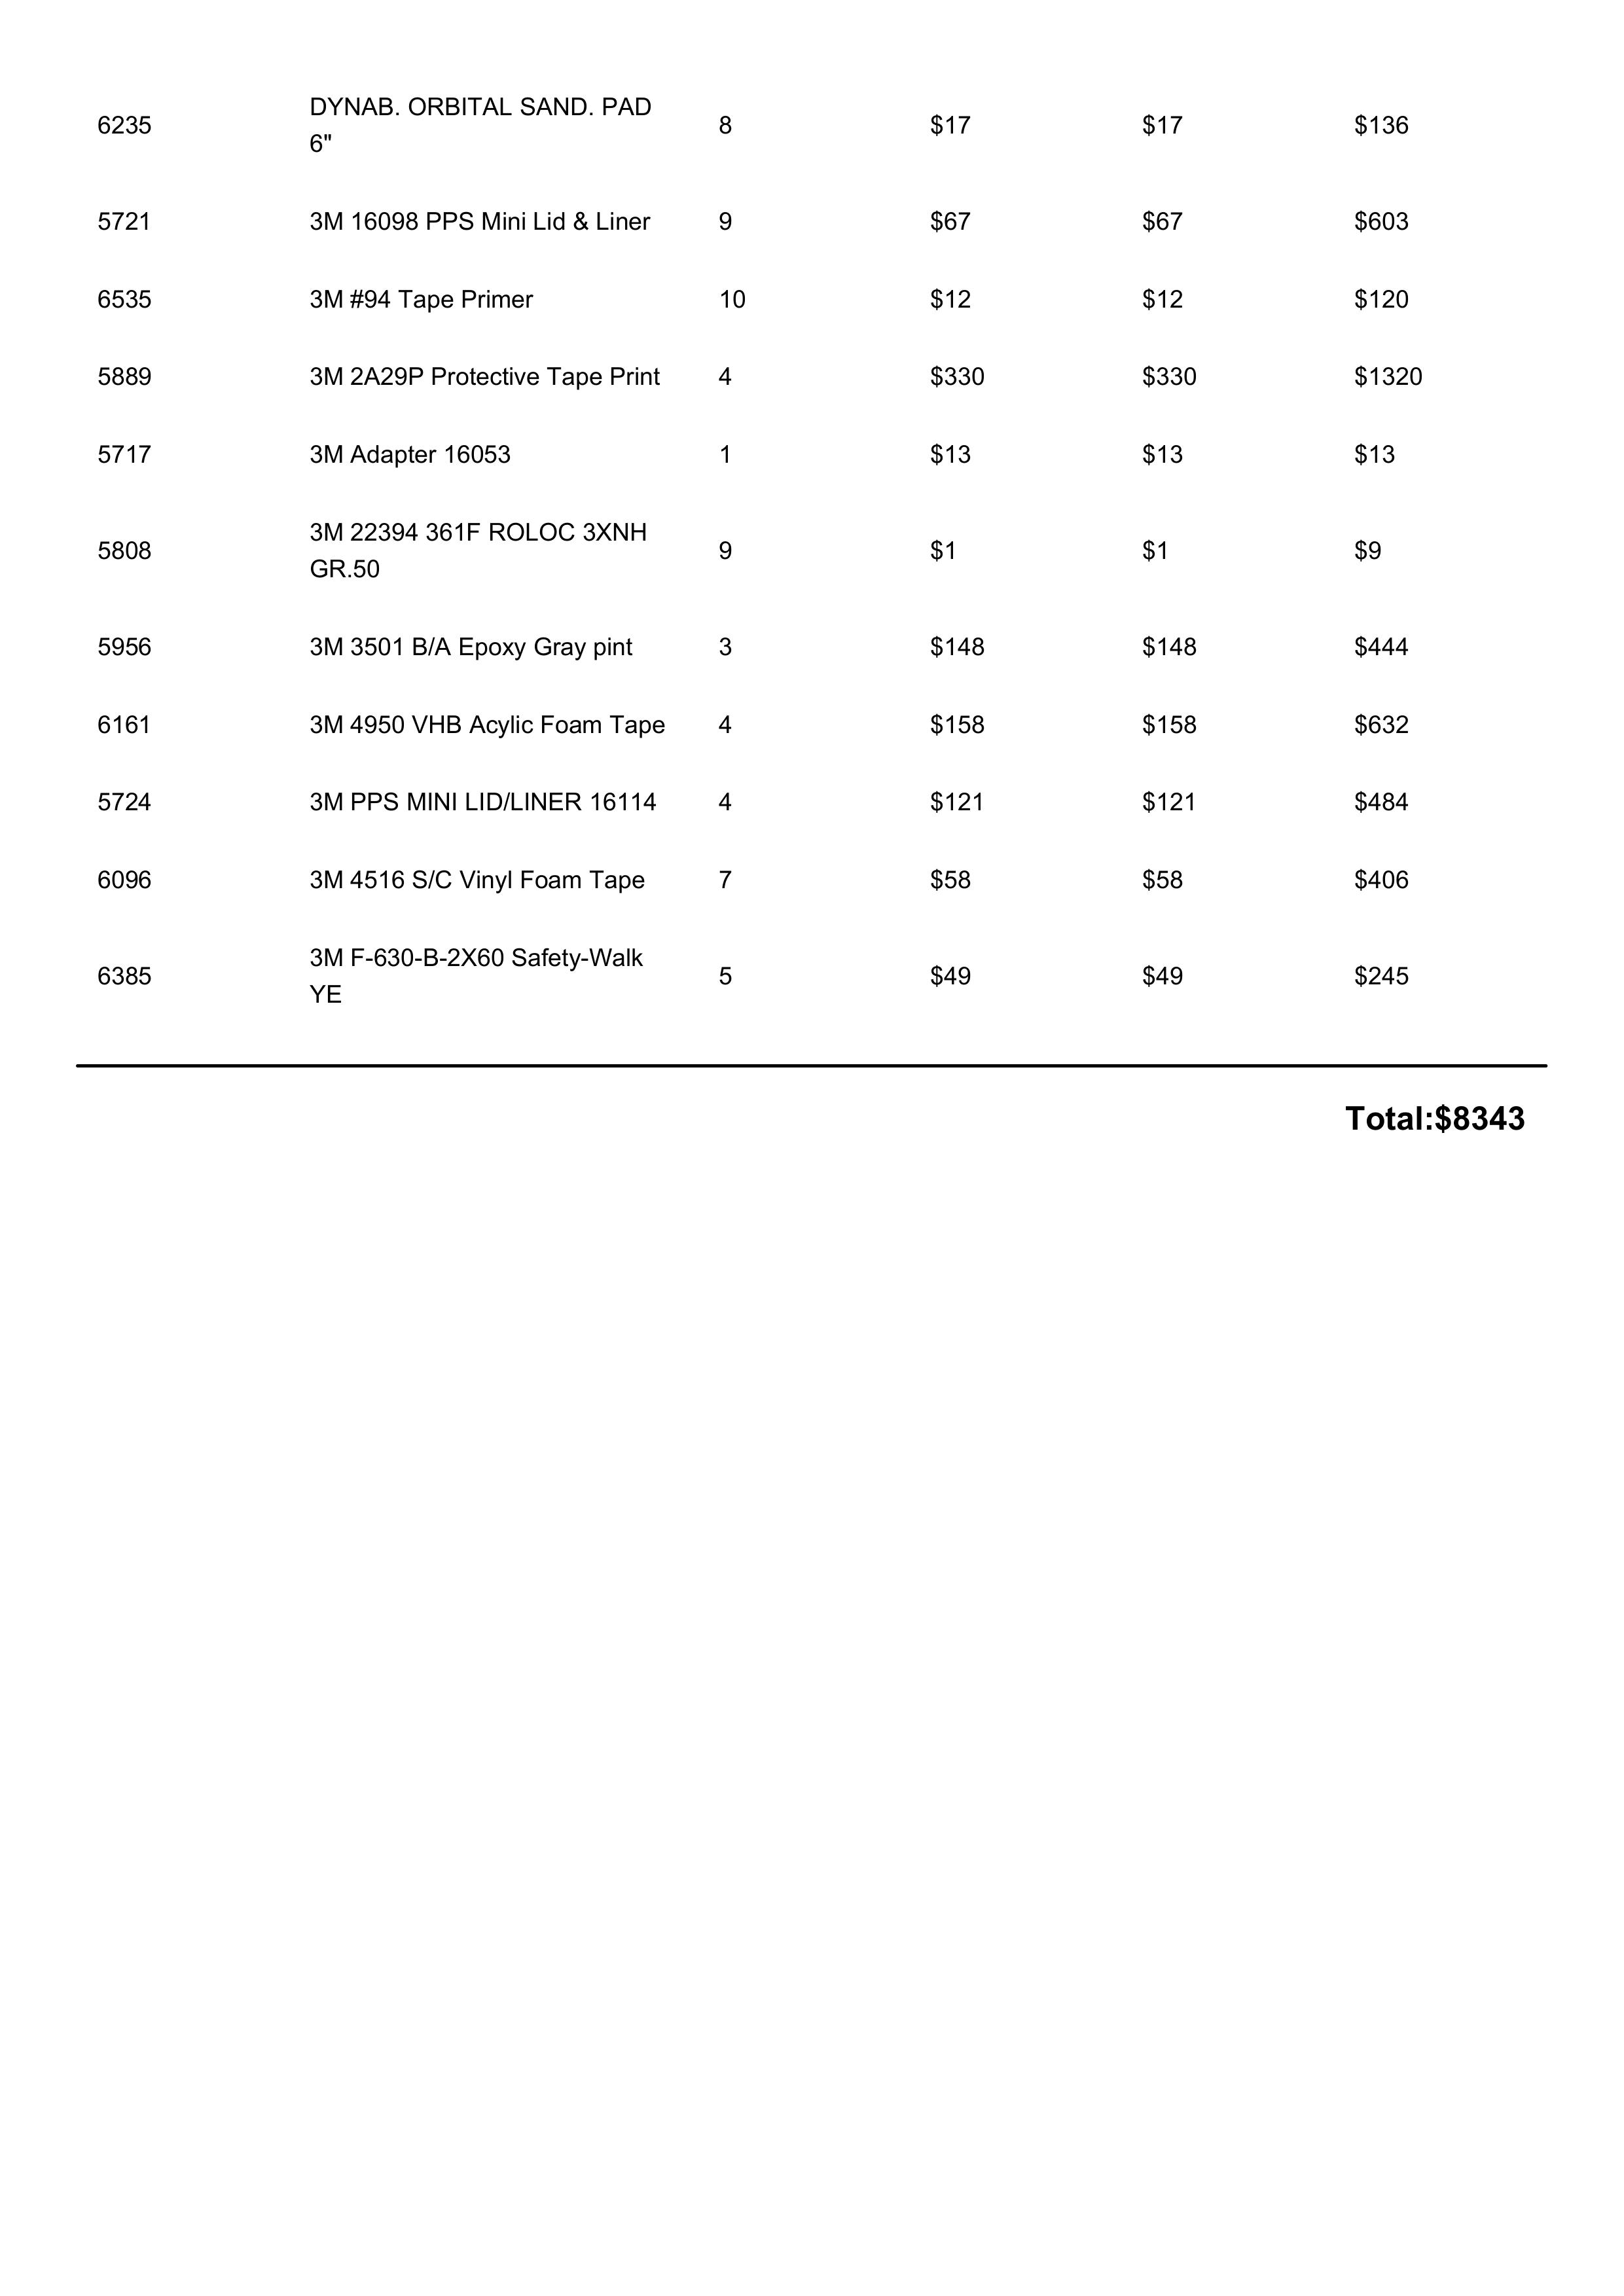 6235 DYNAB. ORBITAL SAND. PAD 6" 8 $17 $17 $136
5721 3M 16098 PPS Mini Lid & Liner 9 $67 $67 $603
6535 3M #94 Tape Primer 10 $12 $12 $120
5889 3M 2A29P Protective Tape Print 4 $330 $330 $1320
5717 3M Adapter 16053 1 $13 $13 $13
5808 3M 22394 361F ROLOC 3XNH GR.50 9 $1 $1 $9
5956 3M 3501 B/A Epoxy Gray pint 3 $148 $148 $444
6161 3M 4950 VHB Acylic Foam Tape 4 $158 $158 $632
5724 3M PPS MINI LID/LINER 16114 4 $121 $121 $484
6096 3M 4516 S/C Vinyl Foam Tape 7 $58 $58 $406
6385 3M F-630-B-2X60 Safety-Walk YE 5 $49 $49 $245
Total:$8343